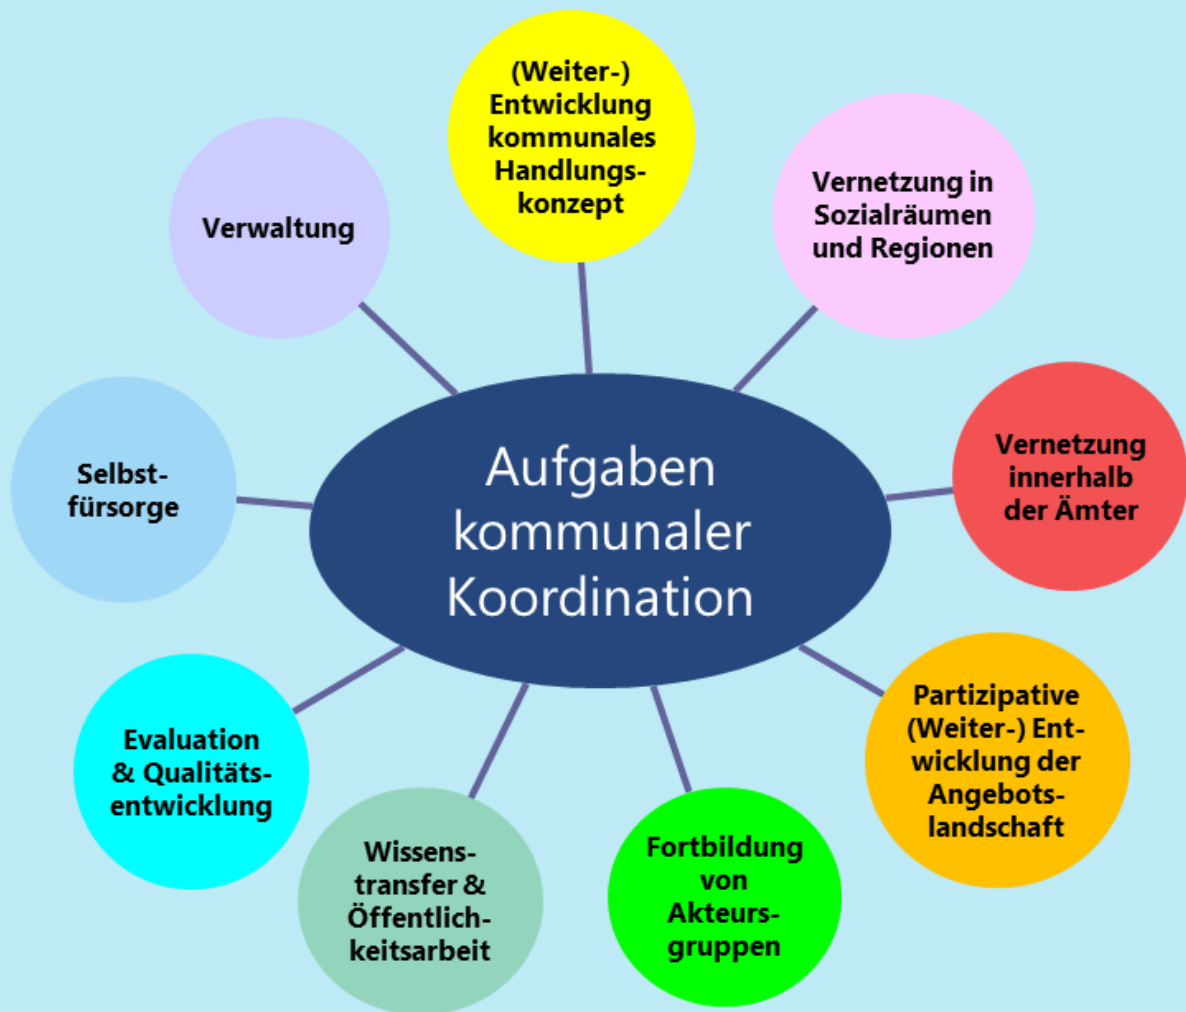 (Weiter-)
Entwicklung
kommunales
Handlungs-
konzept
Vernetzung in
Sozialräumen
und Regionen
Vernetzung
innerhalb
der Ämter
Partizipative
(Weiter-) Ent-
wicklung der
Angebots-
landschaft
Fortbildung
von
Akteurs-
gruppen
Wissens-
transfer &
Öffentlich-
keitsarbeit
Evaluation
& Qualitäts-
entwicklung
Selbst-
fürsorge
Verwaltung
Aufgaben
kommunaler
Koordination